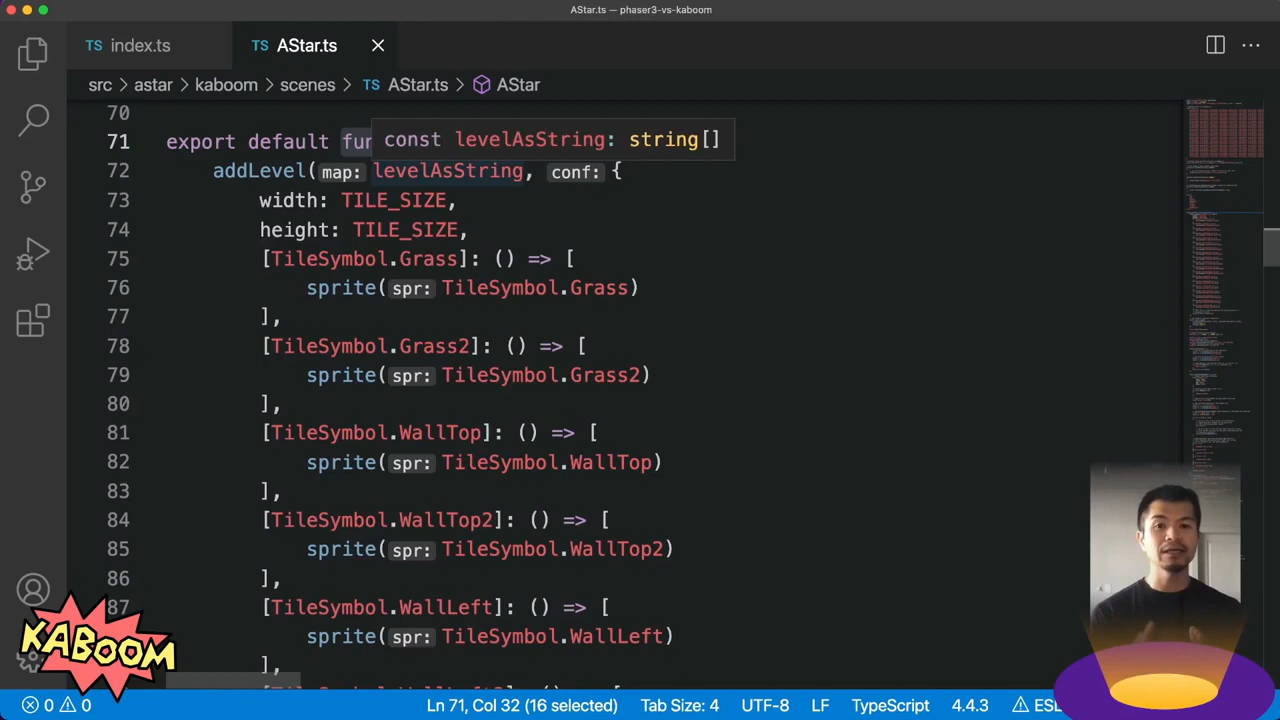 AStar.ts — phaser3-vs-kaboom
TS index.ts
TS AStar.ts
src > astar > kaboom > scenes > TS AStar.ts > AStar
70
71 export default fun
const levelAsString: string[]
72 addLevel(map: levelAsString, conf: {
73 width: TILE_SIZE,
74 height: TILE_SIZE,
75 [TileSymbol.Grass]: () => [
76 sprite(spr: TileSymbol.Grass)
77 ],
78 [TileSymbol.Grass2]: () => [
79 sprite(spr: TileSymbol.Grass2)
80 ],
81 [TileSymbol.WallTop]: () => [
82 sprite(spr: TileSymbol.WallTop)
83 ],
84 [TileSymbol.WallTop2]: () => [
85 sprite(spr: TileSymbol.WallTop2)
86 ],
87 [TileSymbol.WallLeft]: () => [
sprite(spr: TileSymbol.WallLeft)
],
KABOOM
0 0 Ln 71, Col 32 (16 selected) Tab Size: 4 UTF-8 LF TypeScript 4.4.3 ESL